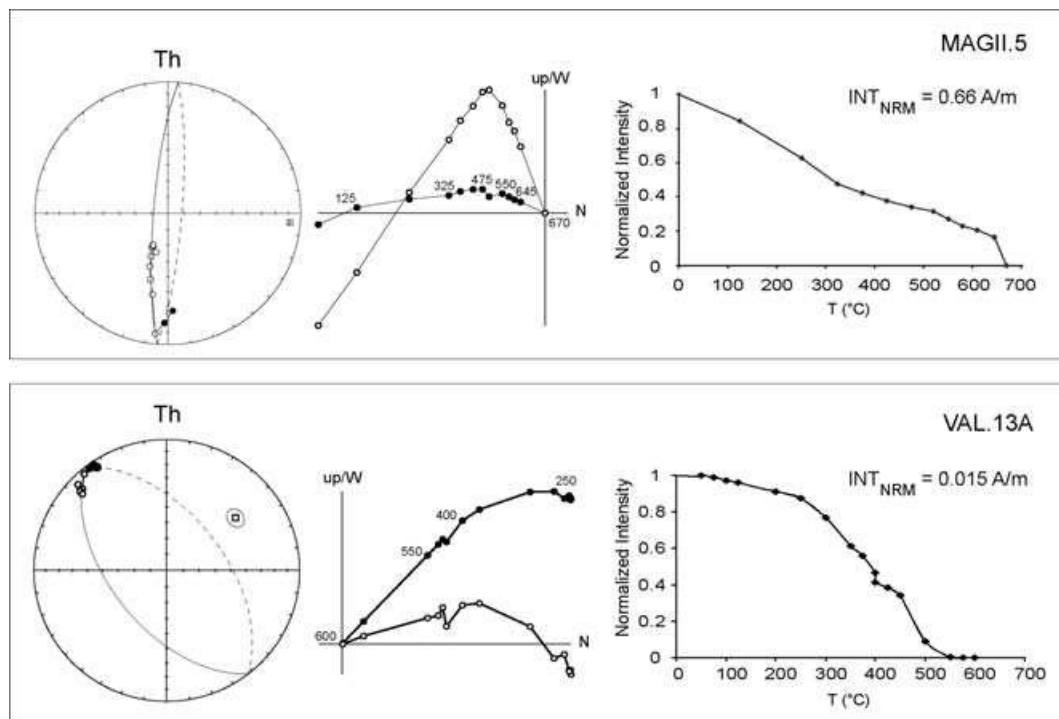 MAGII.5
Th
up/W
125
325
475
550
645
N
670
INT_NRM = 0.66 A/m
Normalized Intensity
1
0.8
0.6
0.4
0.2
0
0 100 200 300 400 500 600 700
T (°C)
VAL.13A
Th
up/W
250
400
550
600
N
INT_NRM = 0.015 A/m
Normalized Intensity
1
0.8
0.6
0.4
0.2
0
0 100 200 300 400 500 600 700
T (°C)